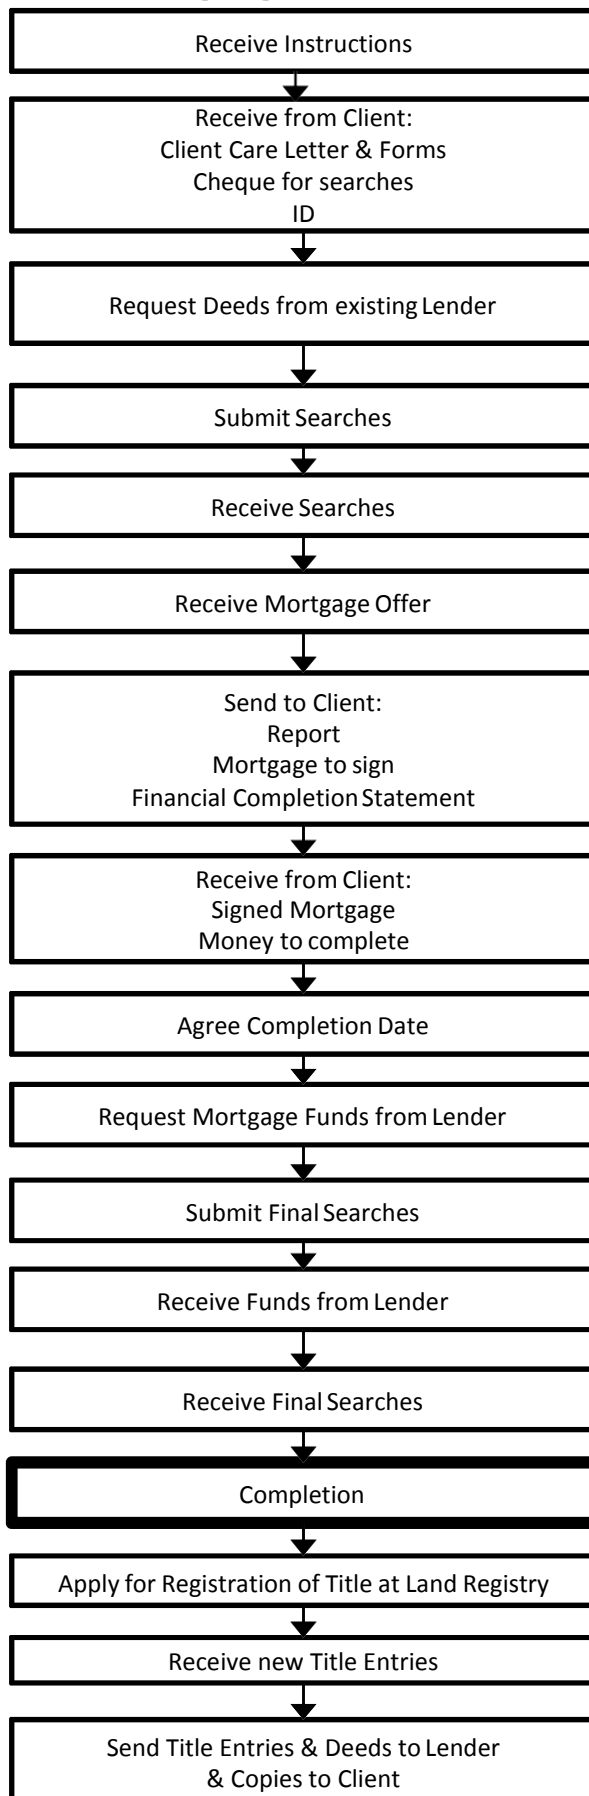 Receive Instructions
Receive from Client:
Client Care Letter & Forms
Cheque for searches
ID
Request Deeds from existing Lender
Submit Searches
Receive Searches
Receive Mortgage Offer
Send to Client:
Report
Mortgage to sign
Financial Completion Statement
Receive from Client:
Signed Mortgage
Money to complete
Agree Completion Date
Request Mortgage Funds from Lender
Submit Final Searches
Receive Funds from Lender
Receive Final Searches
Completion
Apply for Registration of Title at Land Registry
Receive new Title Entries
Send Title Entries & Deeds to Lender
& Copies to Client